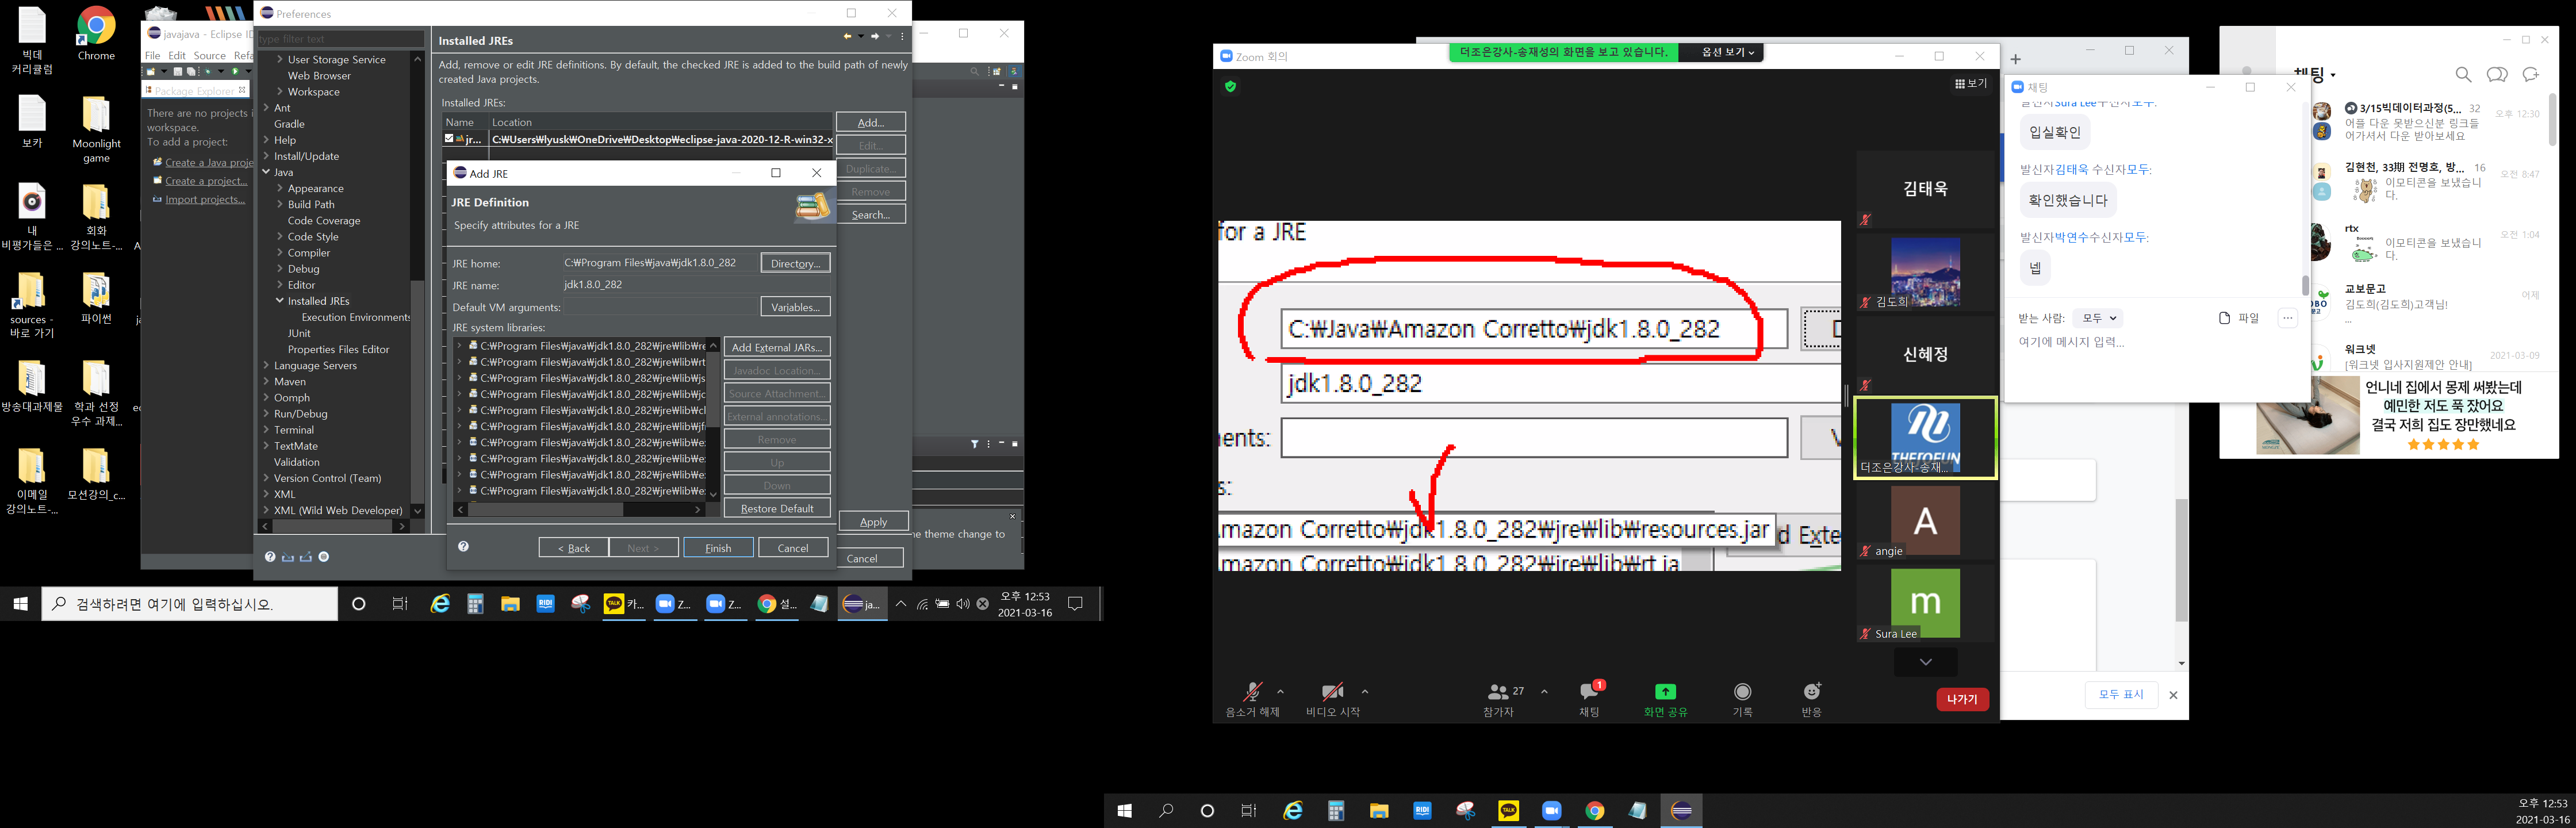 빅데
커리큘럼
Chrome
보카
Moonlight
game
내
비평가들은 ...
회화
강의노트-...
sources -
바로 가기
파이썬
방송대과제물
학과 선정
우수 과제...
이메일
강의노트-...
모션강의_c...
javajava - Eclipse ID
File Edit Source Refa
Package Explorer
There are no projects i
workspace.
To add a project:
Create a Java proje
Create a project...
Import projects...
Preferences
type filter text
User Storage Service
Web Browser
Workspace
Ant
Gradle
Help
Install/Update
Java
Appearance
Build Path
Code Coverage
Code Style
Compiler
Debug
Editor
Installed JREs
Execution Environments
JUnit
Properties Files Editor
Language Servers
Maven
Oomph
Run/Debug
Terminal
TextMate
Validation
Version Control (Team)
XML
XML (Wild Web Developer)
Installed JREs
Add, remove or edit JRE definitions. By default, the checked JRE is added to the build path of newly
created Java projects.
Installed JREs:
Name Location
jr... C:₩Users₩lyusk₩OneDrive₩Desktop₩eclipse-java-2020-12-R-win32-x
Add...
Edit...
Duplicate...
Remove
Search...
Apply
Cancel
ne theme change to
Add JRE
JRE Definition
Specify attributes for a JRE
JRE home: C:₩Program Files₩java₩jdk1.8.0_282 Directory...
JRE name: jdk1.8.0_282
Default VM arguments: Variables...
JRE system libraries:
C:₩Program Files₩java₩jdk1.8.0_282₩jre₩lib₩re
C:₩Program Files₩java₩jdk1.8.0_282₩jre₩lib₩rt
C:₩Program Files₩java₩jdk1.8.0_282₩jre₩lib₩js
C:₩Program Files₩java₩jdk1.8.0_282₩jre₩lib₩jc
C:₩Program Files₩java₩jdk1.8.0_282₩jre₩lib₩cl
C:₩Program Files₩java₩jdk1.8.0_282₩jre₩lib₩jf
C:₩Program Files₩java₩jdk1.8.0_282₩jre₩lib₩e
C:₩Program Files₩java₩jdk1.8.0_282₩jre₩lib₩e
C:₩Program Files₩java₩jdk1.8.0_282₩jre₩lib₩e
C:₩Program Files₩java₩jdk1.8.0_282₩jre₩lib₩e
Add External JARs...
Javadoc Location...
Source Attachment...
External annotations...
Remove
Up
Down
Restore Default
< Back Next > Finish Cancel
검색하려면 여기에 입력하십시오.
RIDI
TALK 카...
Z...
Z...
설...
ja...
오후 12:53
2021-03-16
Zoom 회의
더조은강사-송재성의 화면을 보고 있습니다. 옵션 보기
보기
for a JRE
C:₩Java₩Amazon Corretto₩jdk1.8.0_282
jdk1.8.0_282
nents:
s:
mazon Corretto₩jdk1.8.0_282₩jre₩lib₩resources.jar
d Exte
mazon Corretto₩jdk1.8.0_282₩jre₩lib₩rt.ja
김태욱
김도희
신혜정
THEJOEUN
더조은강사-송재...
A
angie
m
Sura Lee
음소거 해제
비디오 시작
27
참가자
1
채팅
화면 공유
기록
반응
나가기
채팅
발신자Sura Lee수신자모두:
입실확인
발신자김태욱 수신자모두:
확인했습니다
발신자박연수수신자모두:
넵
받는 사람: 모두 파일
여기에 메시지 입력...
모두 표시
채팅
3/15빅데이터과정(5... 32
오후 12:30
어플 다운 못받으신분 링크들
어가셔서 다운 받아보세요
김현천, 33期 전명호, 방... 16
오전 8:47
이모티콘을 보냈습니
다.
rtx
오전 1:04
이모티콘을 보냈습니
다.
교보문고
어제
김도희(김도희)고객님!
...
워크넷
2021-03-09
[워크넷 입사지원제안 안내]
언니네 집에서 몽제 써봤는데
예민한 저도 푹 잤어요
결국 저희 집도 장만했네요
RIDI
TALK
오후 12:53
2021-03-16